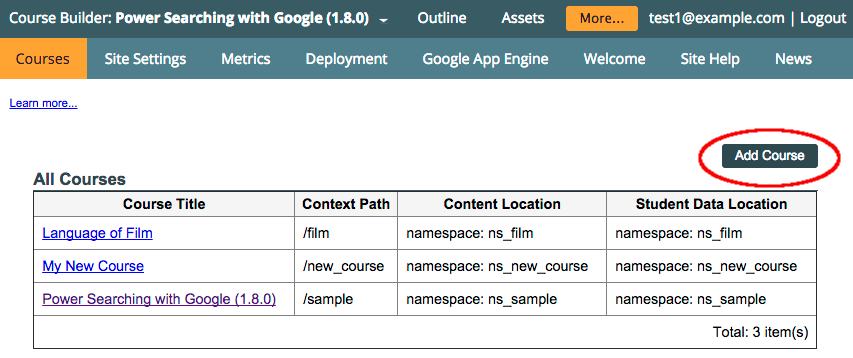 Course Builder: Power Searching with Google (1.8.0) Outline Assets More... test1@example.com | Logout
Courses Site Settings Metrics Deployment Google App Engine Welcome Site Help News
Learn more...
Add Course
All Courses
Course Title Context Path Content Location Student Data Location
Language of Film /film namespace: ns_film namespace: ns_film
My New Course /new_course namespace: ns_new_course namespace: ns_new_course
Power Searching with Google (1.8.0) /sample namespace: ns_sample namespace: ns_sample
Total: 3 item(s)